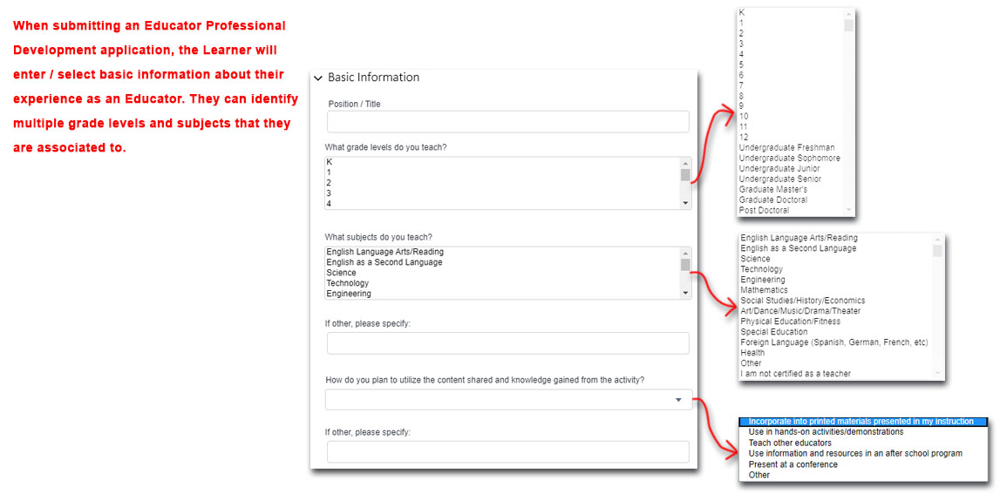 When submitting an Educator Professional
Development application, the Learner will
enter / select basic information about their
experience as an Educator. They can identify
multiple grade levels and subjects that they
are associated to.
Basic Information
Position / Title
What grade levels do you teach?
K
1
2
3
4
What subjects do you teach?
English Language Arts/Reading
English as a Second Language
Science
Technology
Engineering
If other, please specify:
How do you plan to utilize the content shared and knowledge gained from the activity?
If other, please specify:
K
1
2
3
4
5
6
7
8
9
10
11
12
Undergraduate Freshman
Undergraduate Sophomore
Undergraduate Junior
Undergraduate Senior
Graduate Master's
Graduate Doctoral
Post Doctoral
English Language Arts/Reading
English as a Second Language
Science
Technology
Engineering
Mathematics
Social Studies/History/Economics
Art/Dance/Music/Drama/Theater
Physical Education/Fitness
Special Education
Foreign Language (Spanish, German, French, etc)
Health
Other
I am not certified as a teacher
Incorporate into printed materials presented in my instruction
Use in hands-on activities/demonstrations
Teach other educators
Use information and resources in an after school program
Present at a conference
Other